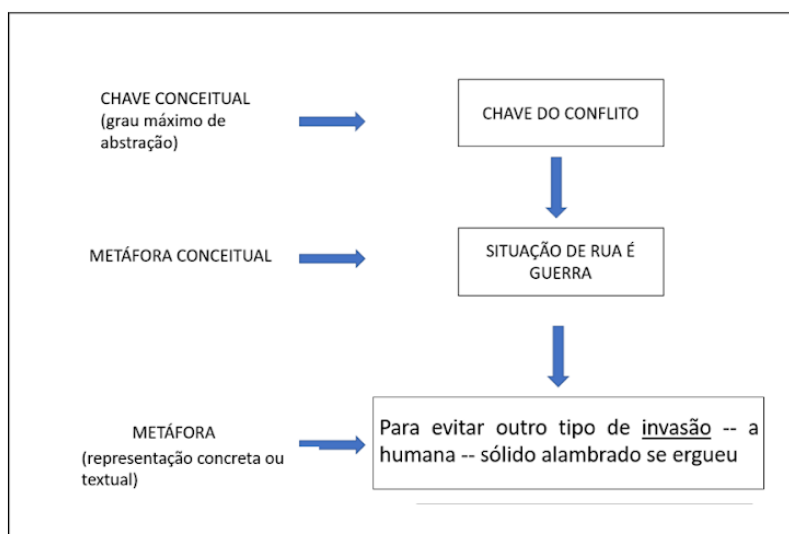 CHAVE CONCEITUAL
(grau máximo de
abstração)
CHAVE DO CONFLITO
METÁFORA CONCEITUAL
SITUAÇÃO DE RUA É
GUERRA
METÁFORA
(representação concreta ou
textual)
Para evitar outro tipo de invasão -- a
humana -- sólido alambrado se ergueu